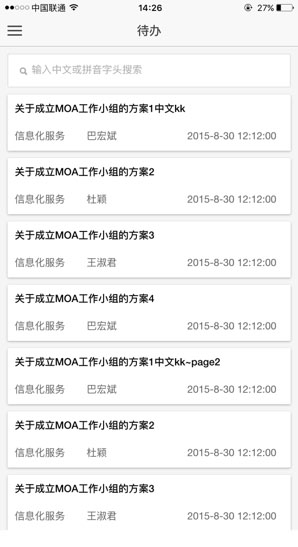 中国联通 14:26 27%
待办
输入中文或拼音字头搜索
关于成立MOA工作小组的方案1中文kk
信息化服务 巴宏斌 2015-8-30 12:12:00
关于成立MOA工作小组的方案2
信息化服务 杜颖 2015-8-30 12:12:00
关于成立MOA工作小组的方案3
信息化服务 王淑君 2015-8-30 12:12:00
关于成立MOA工作小组的方案4
信息化服务 巴宏斌 2015-8-30 12:12:00
关于成立MOA工作小组的方案1中文kk~page2
信息化服务 巴宏斌 2015-8-30 12:12:00
关于成立MOA工作小组的方案2
信息化服务 杜颖 2015-8-30 12:12:00
关于成立MOA工作小组的方案3
信息化服务 王淑君 2015-8-30 12:12:00